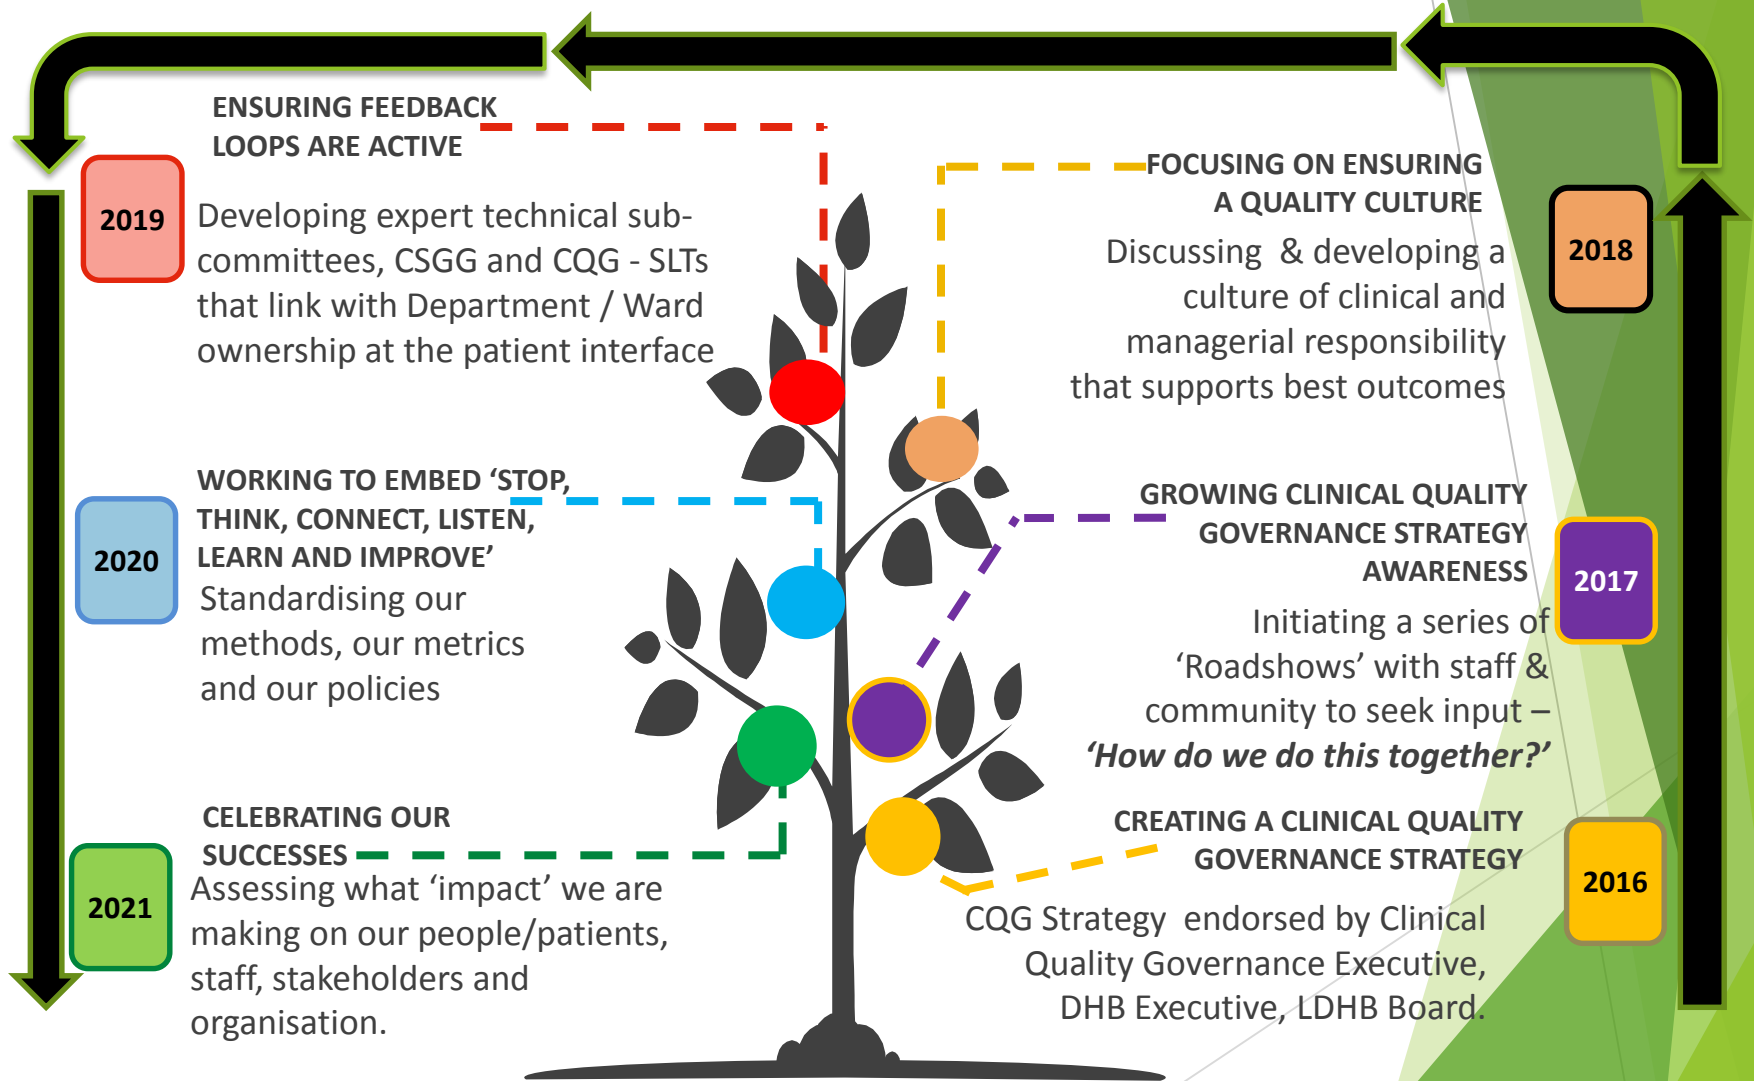 ENSURING FEEDBACK
LOOPS ARE ACTIVE
2019
Developing expert technical sub-
committees, CSGG and CQG - SLTs
that link with Department / Ward
ownership at the patient interface
WORKING TO EMBED ‘STOP,
THINK, CONNECT, LISTEN,
LEARN AND IMPROVE’
2020
Standardising our
methods, our metrics
and our policies
CELEBRATING OUR
SUCCESSES
2021
Assessing what ‘impact’ we are
making on our people/patients,
staff, stakeholders and
organisation.
FOCUSING ON ENSURING
A QUALITY CULTURE
2018
Discussing & developing a
culture of clinical and
managerial responsibility
that supports best outcomes
GROWING CLINICAL QUALITY
GOVERNANCE STRATEGY
AWARENESS
2017
Initiating a series of
‘Roadshows’ with staff &
community to seek input –
‘How do we do this together?’
CREATING A CLINICAL QUALITY
GOVERNANCE STRATEGY
2016
CQG Strategy endorsed by Clinical
Quality Governance Executive,
DHB Executive, LDHB Board.